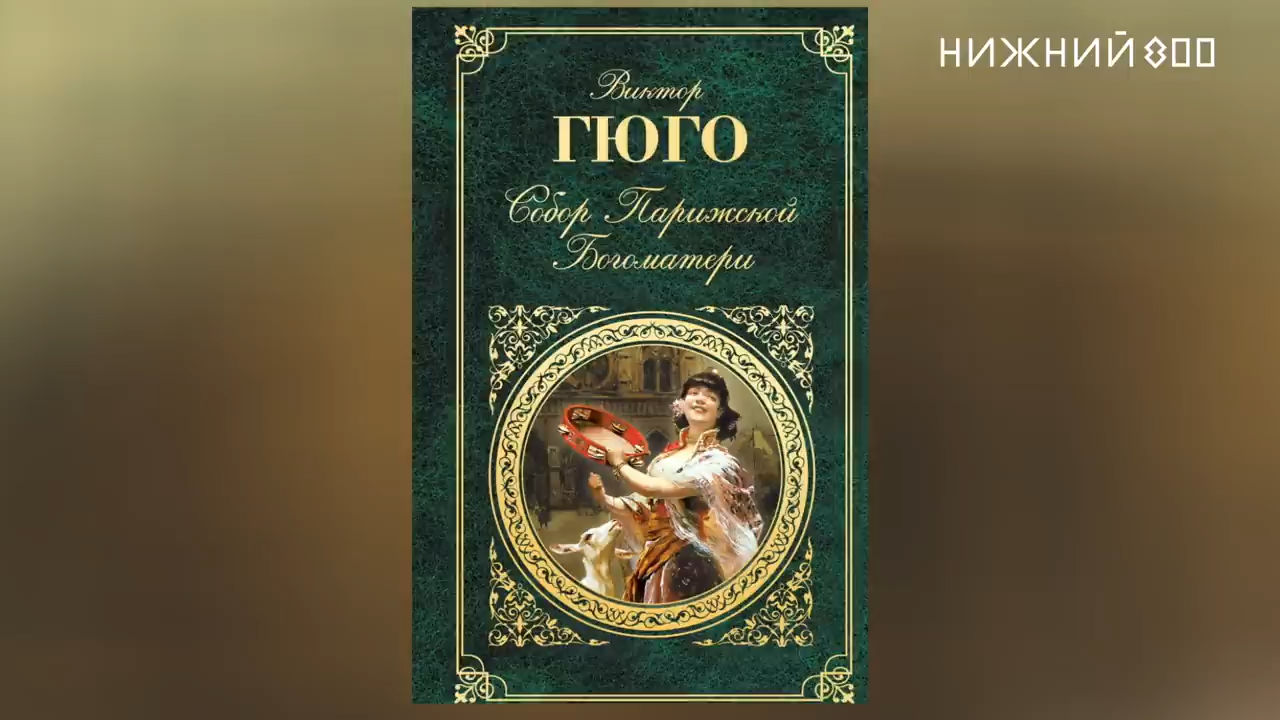 НИЖНИЙ 800
Виктор
ГЮГО
Собор Парижской
Богоматери